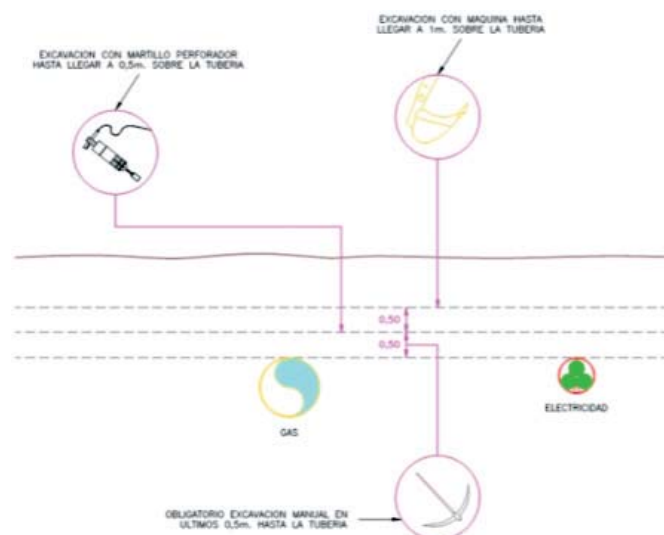 EXCAVACION CON MARTILLO PERFORADOR
HASTA LLEGAR A 0,5m. SOBRE LA TUBERIA
EXCAVACION CON MAQUINA HASTA
LLEGAR A 1m. SOBRE LA TUBERIA
0,50
0,50
GAS
ELECTRICIDAD
OBLIGATORIO EXCAVACION MANUAL EN
ULTIMOS 0,5m. HASTA LA TUBERIA